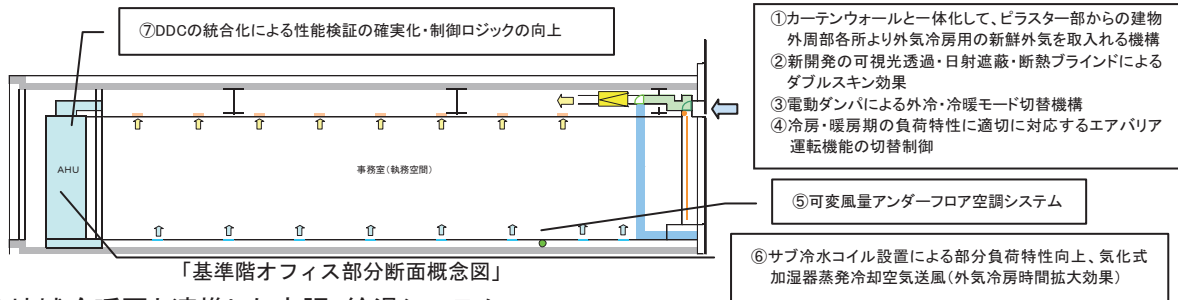 ⑦DDCの統合化による性能検証の確実化・制御ロジックの向上
①カーテンウォールと一体化して、ピラスター部からの建物
外周部各所より外気冷房用の新鮮外気を取入れる機構
②新開発の可視光透過・日射遮蔽・断熱ブラインドによる
ダブルスキン効果
③電動ダンパによる外冷・冷暖モード切替機構
④冷房・暖房期の負荷特性に適切に対応するエアバリア
運転機能の切替制御
AHU
事務室(執務空間)
⑤可変風量アンダーフロア空調システム
⑥サブ冷水コイル設置による部分負荷特性向上、気化式
加湿器蒸発冷却空気送風(外気冷房時間拡大効果)
「基準階オフィス部分断面概念図」